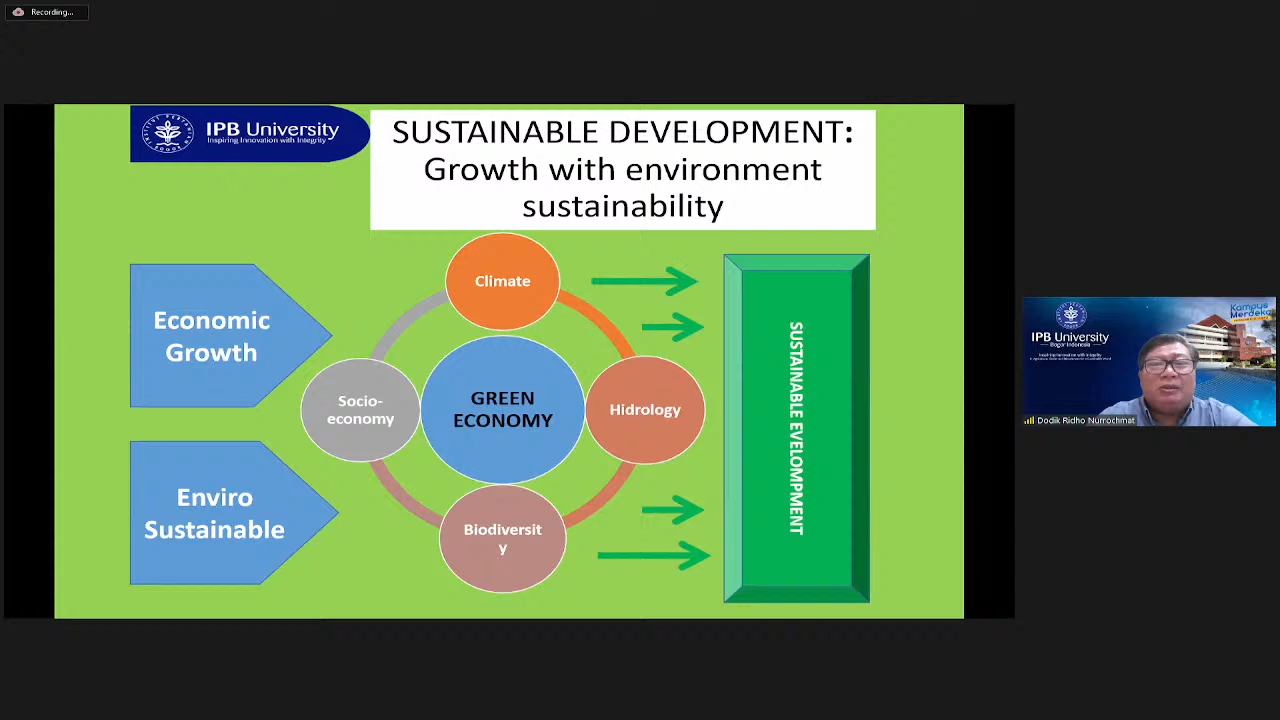 Recording...
IPB University
Inspiring Innovation with Integrity
SUSTAINABLE DEVELOPMENT:
Growth with environment
sustainability
Economic
Growth
Enviro
Sustainable
Climate
Socio-
economy
GREEN
ECONOMY
Hidrology
Biodiversit
y
SUSTAINABLE EVELOMPMENT
IPB University
Bogor Indonesia
Kampus
Merdeka
Dodik Ridho Nurrochmat